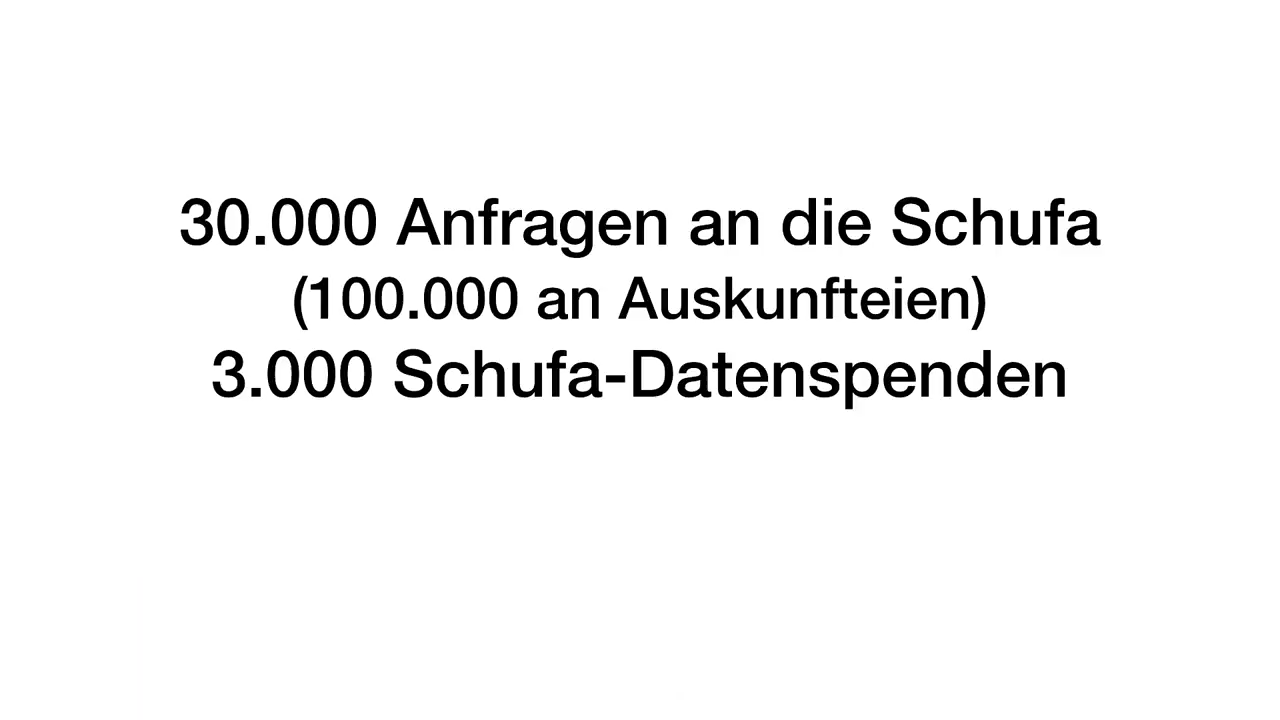 30.000 Anfragen an die Schufa
(100.000 an Auskunfteien)
3.000 Schufa-Datenspenden